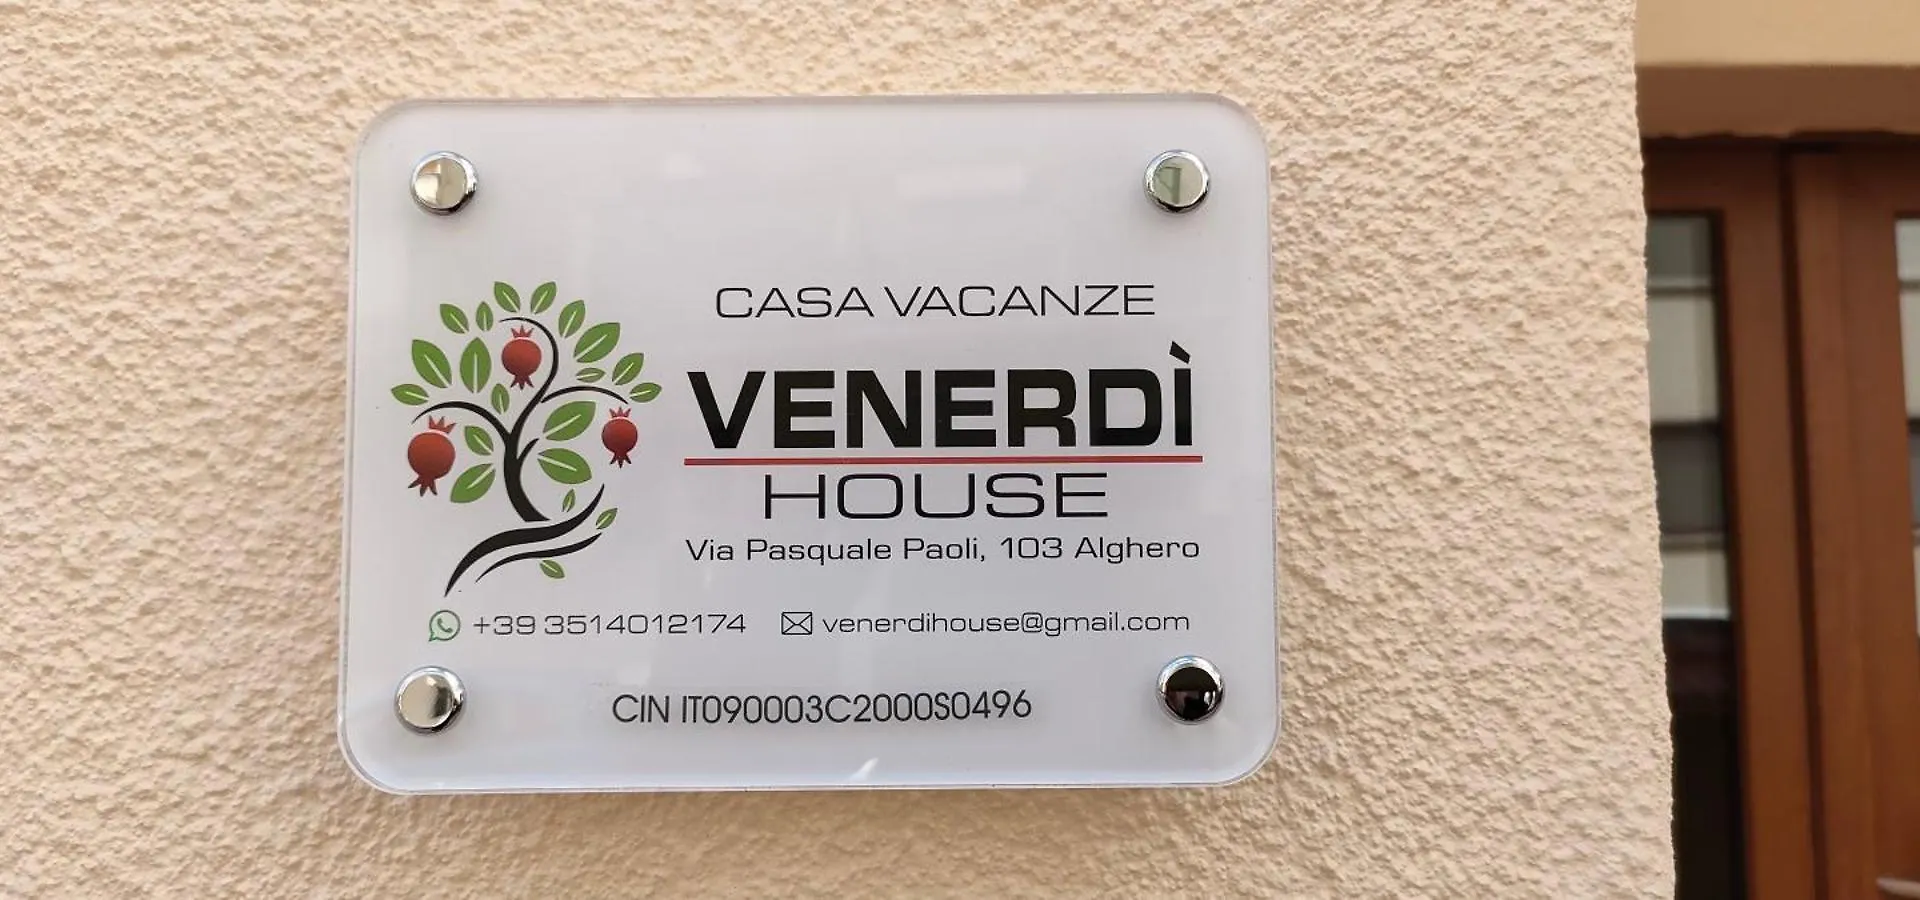 CASA VACANZE
VENERDÌ
HOUSE
Via Pasquale Paoli, 103 Alghero
+39 3514012174 venerdihouse@gmail.com
CIN IT090003C2000S0496